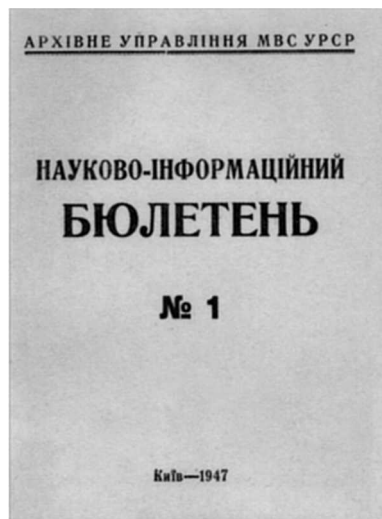 АРХІВНЕ УПРАВЛІННЯ МВС УРСР
НАУКОВО-ІНФОРМАЦІЙНИЙ
БЮЛЕТЕНЬ
№ 1
Київ—1947